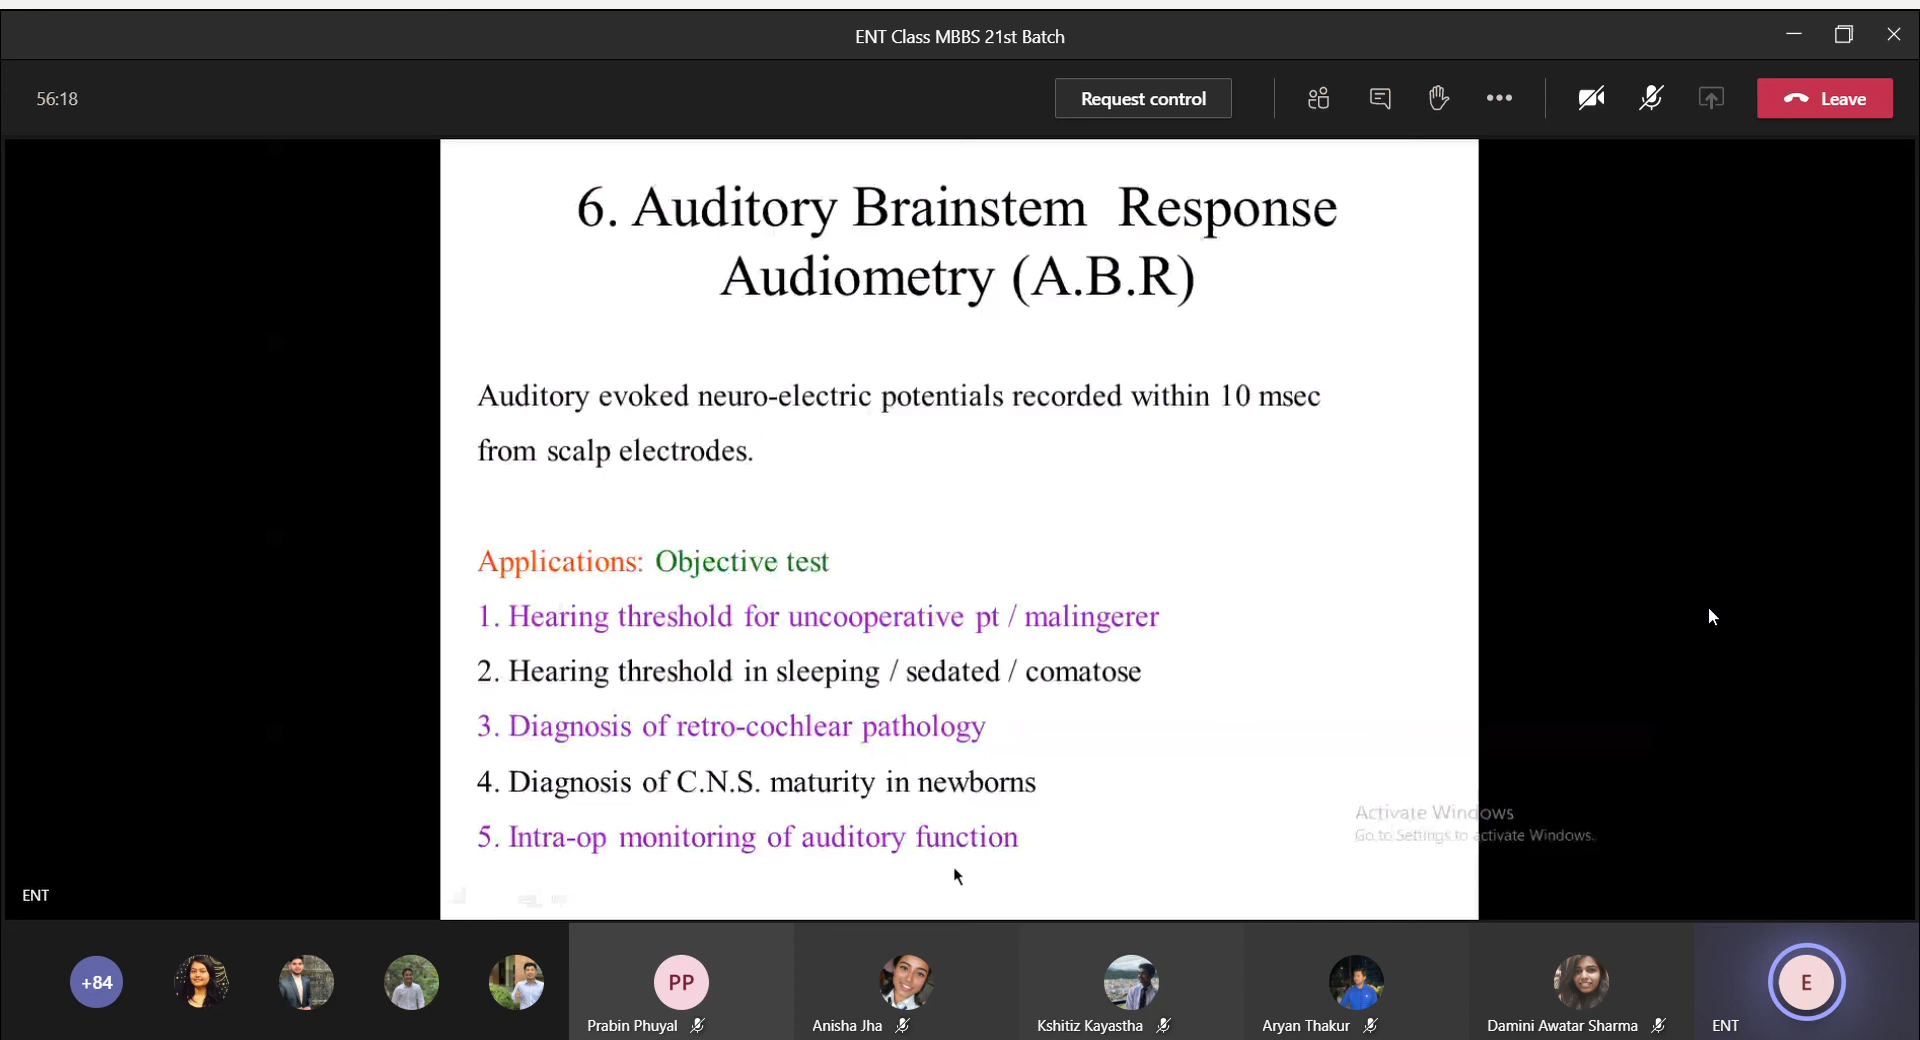 ENT Class MBBS 21st Batch
56:18
Request control
Leave
6. Auditory Brainstem Response
Audiometry (A.B.R)
Auditory evoked neuro-electric potentials recorded within 10 msec
from scalp electrodes.
Applications: Objective test
1. Hearing threshold for uncooperative pt / malingerer
2. Hearing threshold in sleeping / sedated / comatose
3. Diagnosis of retro-cochlear pathology
4. Diagnosis of C.N.S. maturity in newborns
5. Intra-op monitoring of auditory function
Activate Windows
Go to Settings to activate Windows.
ENT
+84
PP
Prabin Phuyal
Anisha Jha
Kshitiz Kayastha
Aryan Thakur
Damini Awatar Sharma
E
ENT